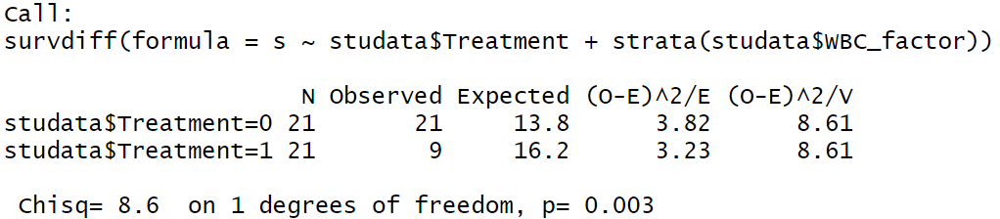 Call:
survdiff(formula = s ~ studata$Treatment + strata(studata$WBC_factor))
N Observed Expected (O-E)^2/E (O-E)^2/V
studata$Treatment=0 21 21 13.8 3.82 8.61
studata$Treatment=1 21 9 16.2 3.23 8.61
Chisq= 8.6 on 1 degrees of freedom, p= 0.003